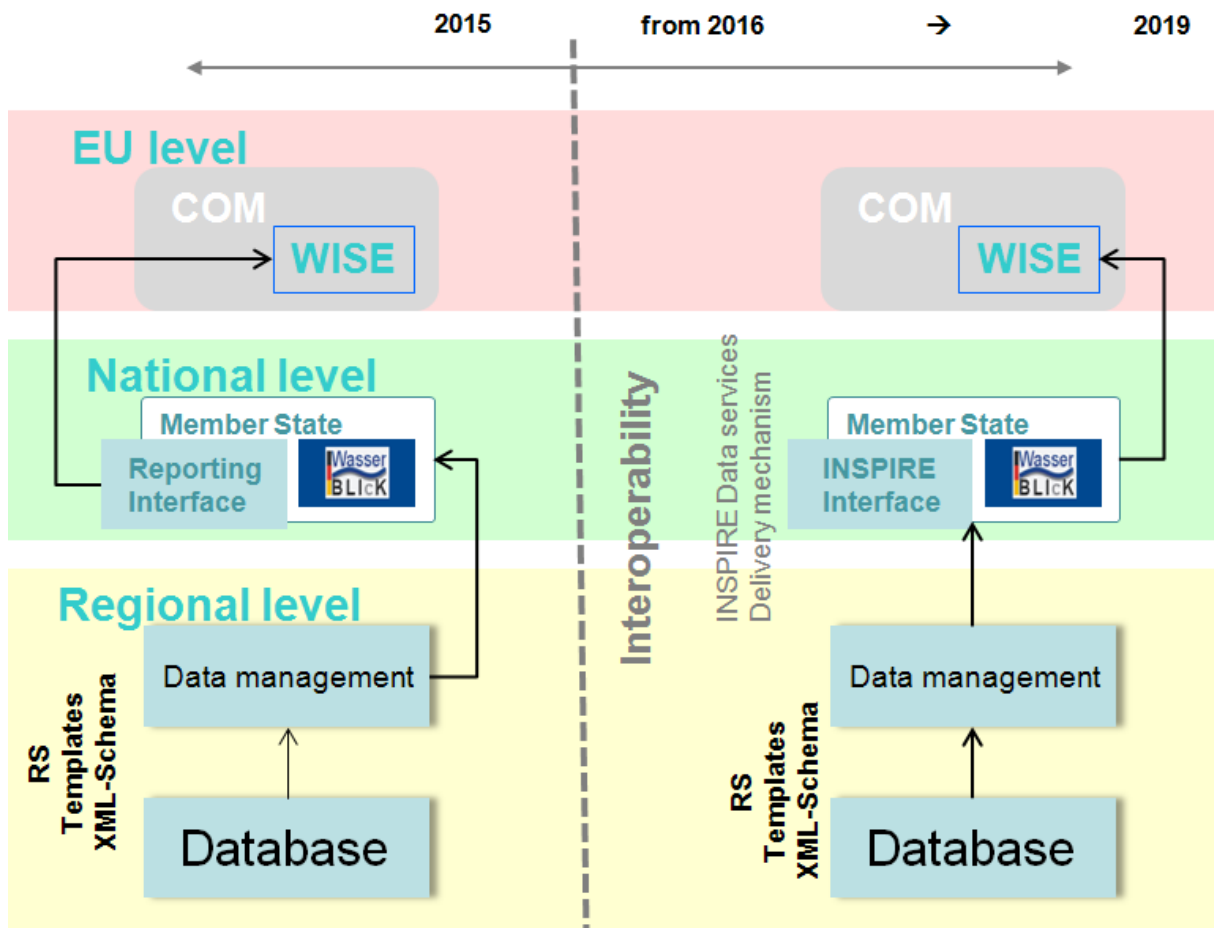 2015 from 2016 → 2019
EU level
COM
WISE
COM
WISE
National level
Member State
Reporting
Interface
Wasser
BLIcK
Interoperability
INSPIRE Data services
Delivery mechanism
Member State
INSPIRE
Interface
Wasser
BLIcK
Regional level
Data management
RS
Templates
XML-Schema
Database
Data management
RS
Templates
XML-Schema
Database